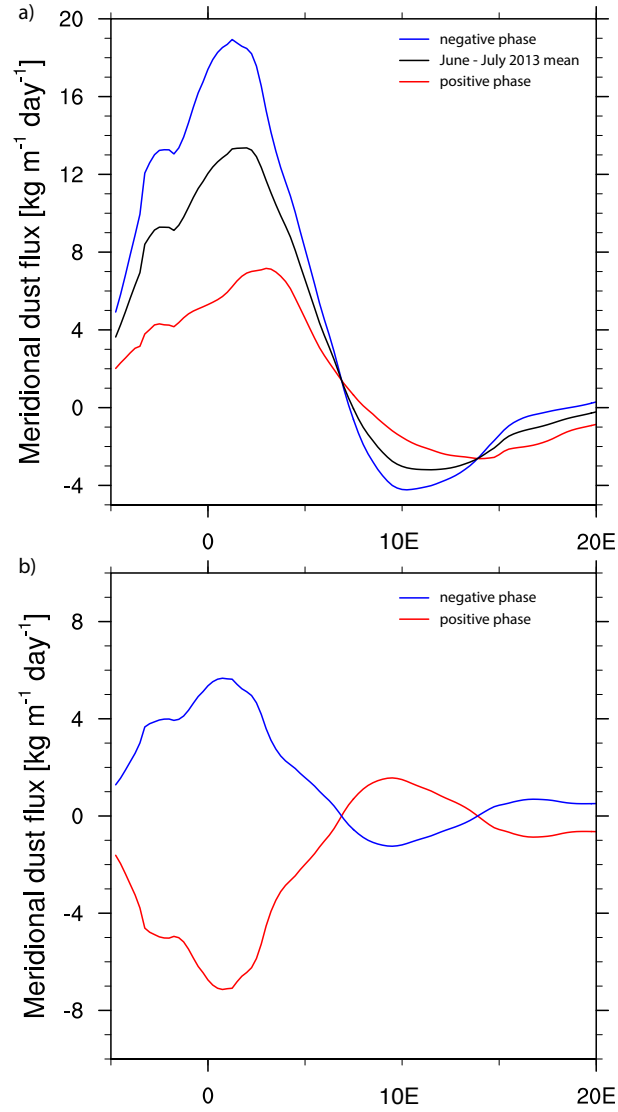 a)
Meridional dust flux [kg m⁻¹ day⁻¹]
20
16
12
8
4
0
-4
negative phase
June - July 2013 mean
positive phase
0
10E
20E
b)
Meridional dust flux [kg m⁻¹ day⁻¹]
8
4
0
-4
-8
negative phase
positive phase
0
10E
20E